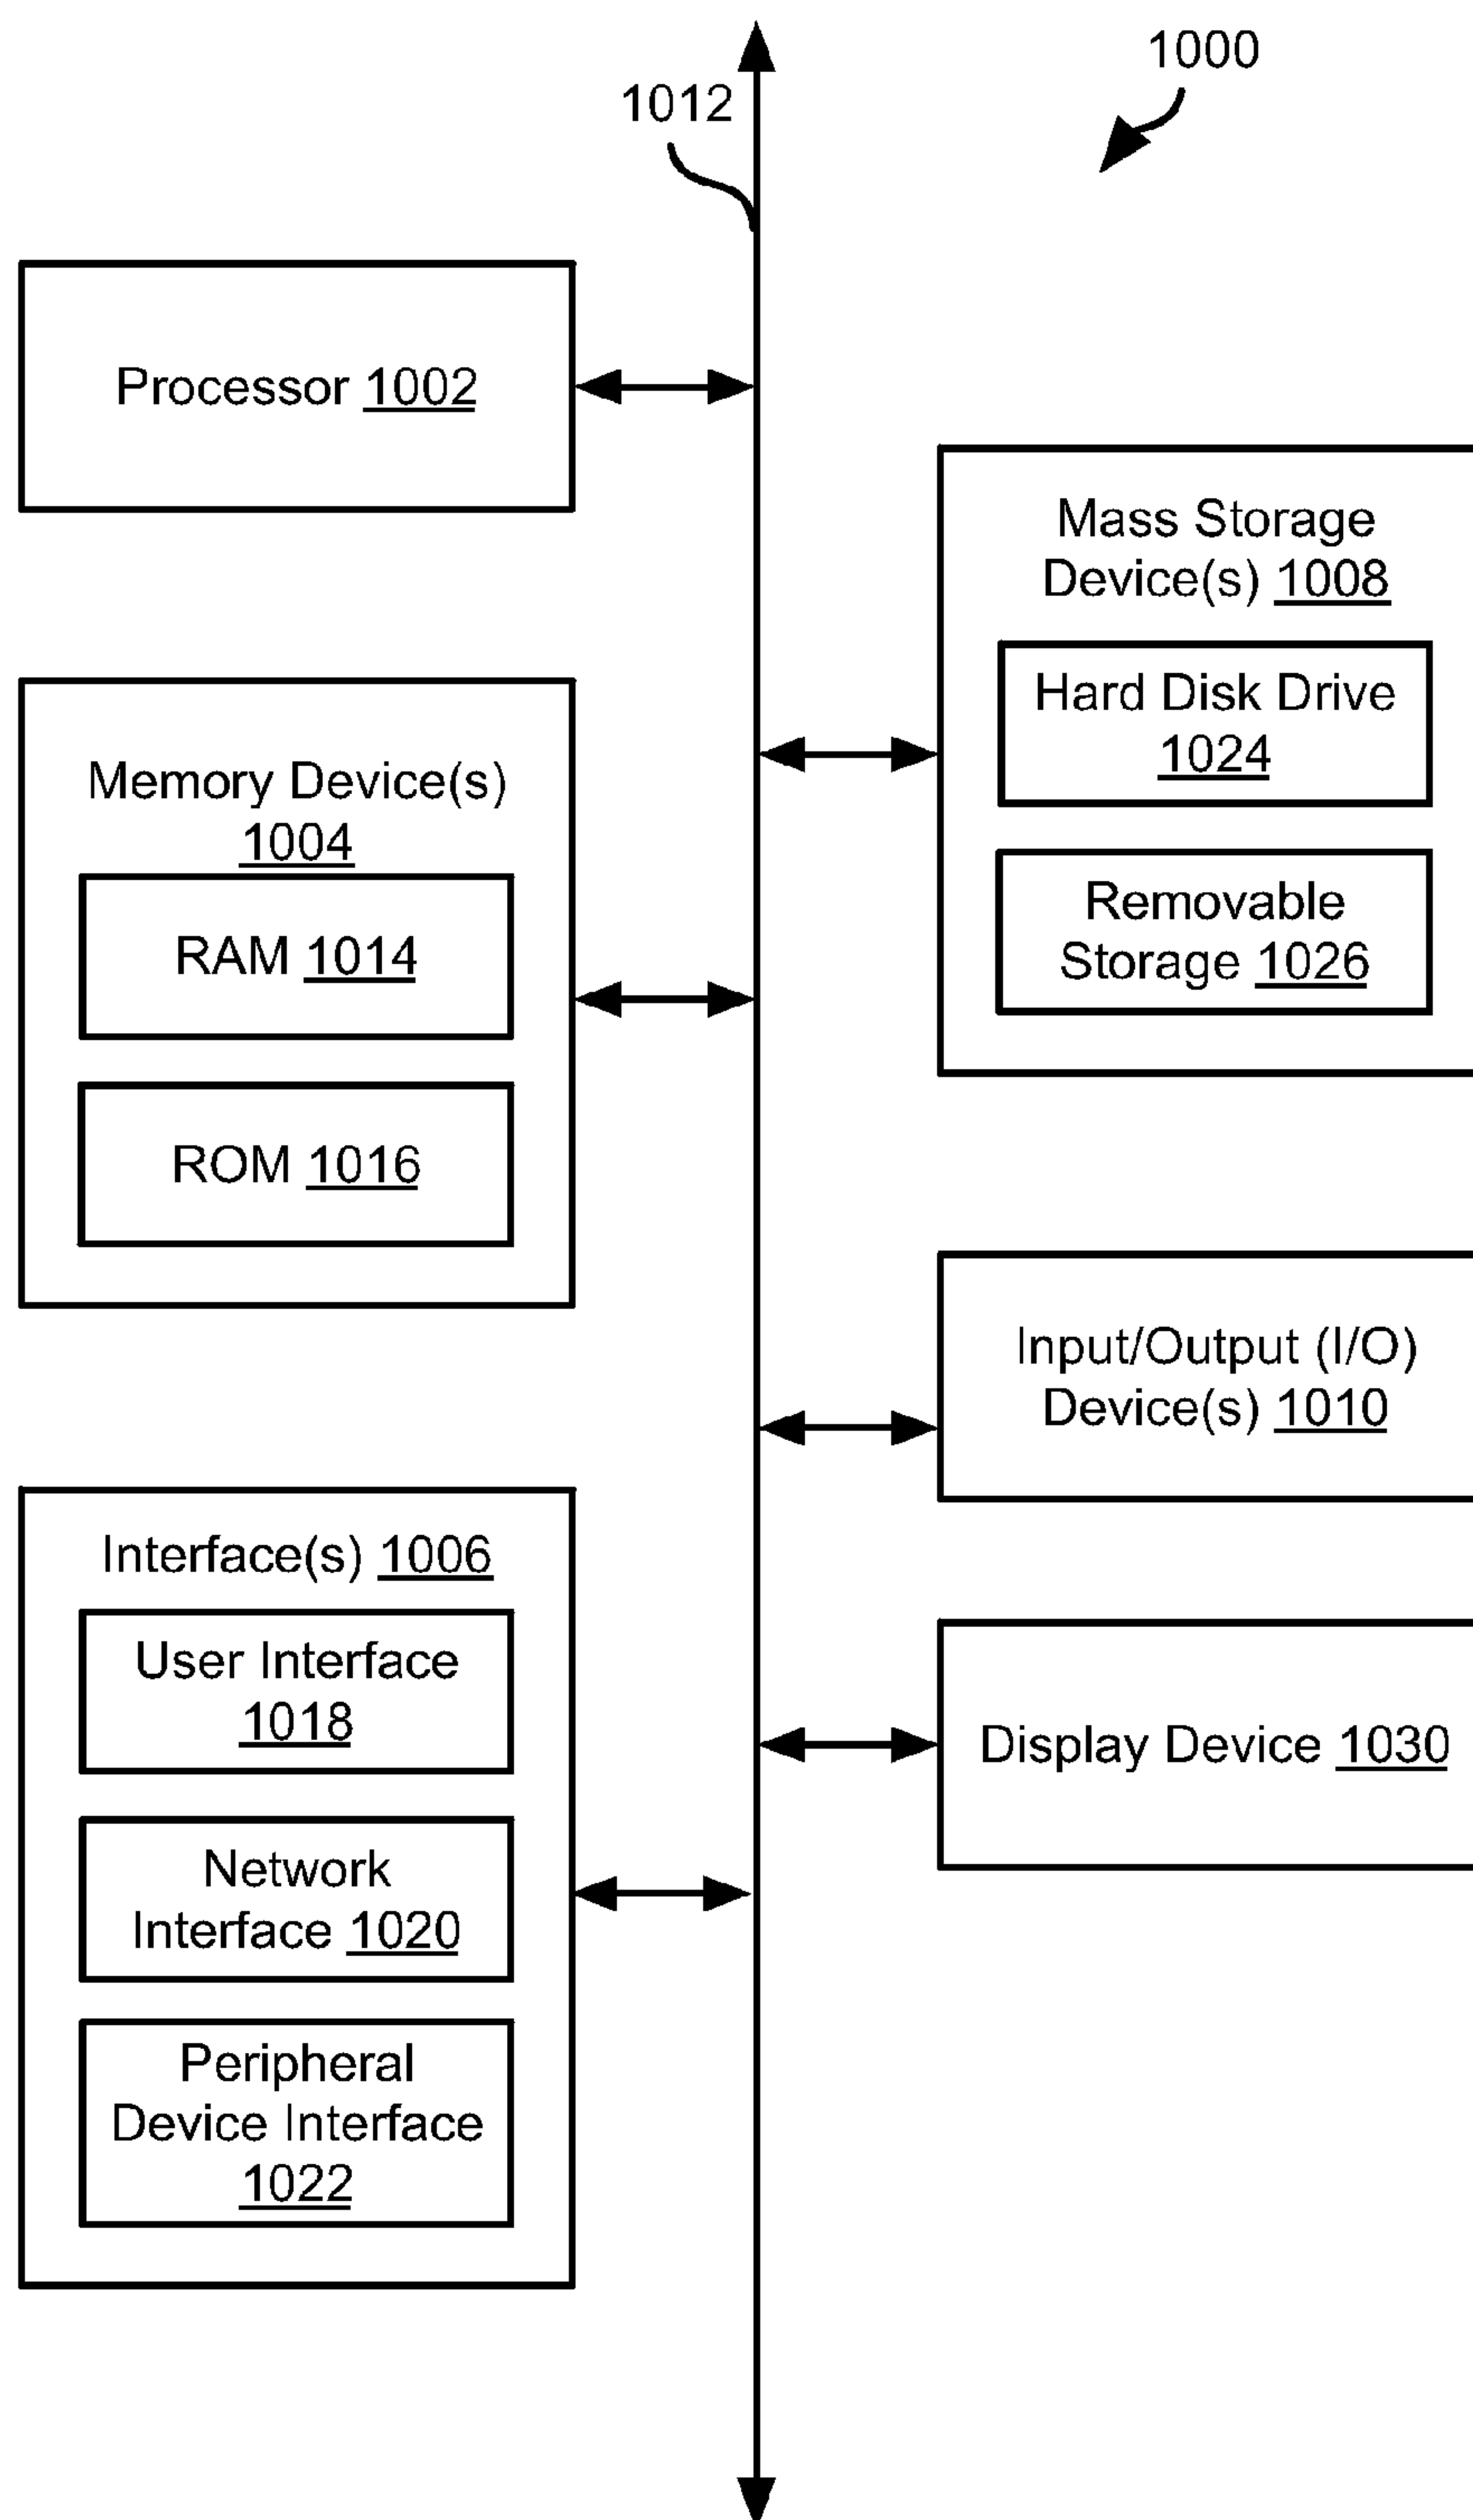 1000
1012
Processor 1002
Memory Device(s)
1004
RAM 1014
ROM 1016
Interface(s) 1006
User Interface
1018
Network
Interface 1020
Peripheral
Device Interface
1022
Mass Storage
Device(s) 1008
Hard Disk Drive
1024
Removable
Storage 1026
Input/Output (I/O)
Device(s) 1010
Display Device 1030